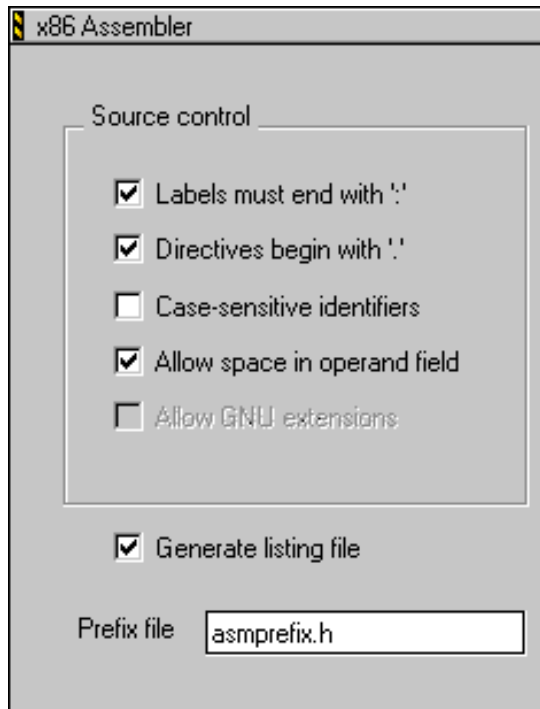 x86 Assembler
Source control
Labels must end with ':'
Directives begin with '.'
Case-sensitive identifiers
Allow space in operand field
Allow GNU extensions
Generate listing file
Prefix file asmprefix.h